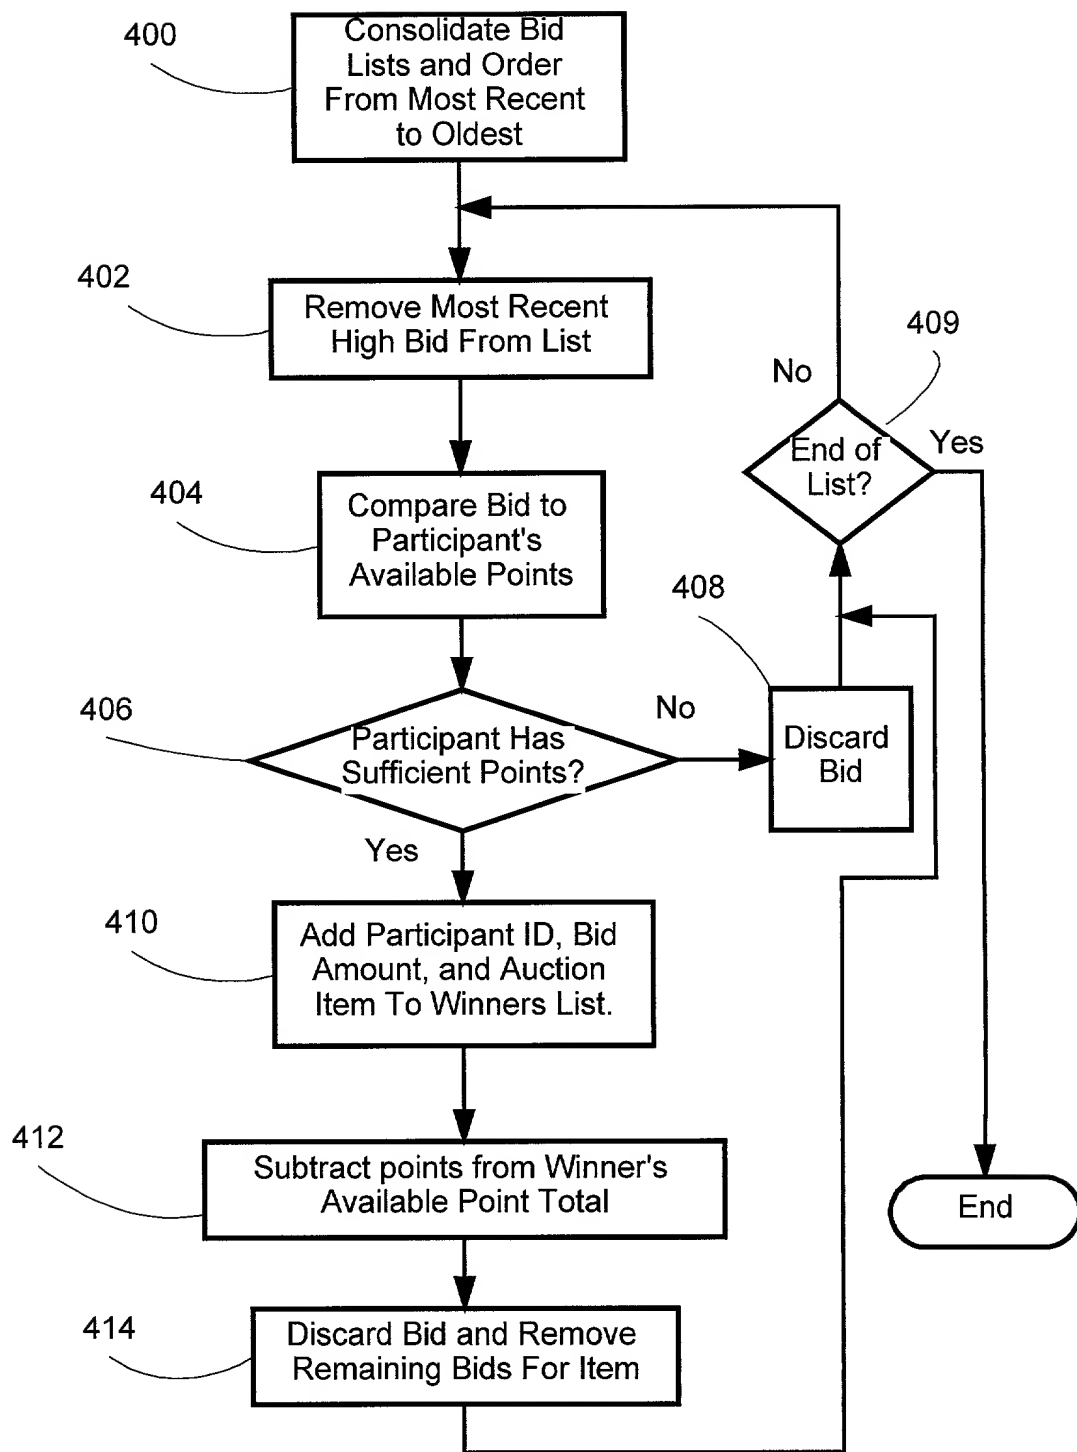 400
Consolidate Bid
Lists and Order
From Most Recent
to Oldest
402
Remove Most Recent
High Bid From List
409
No
End of
List?
Yes
404
Compare Bid to
Participant's
Available Points
408
406
Participant Has
Sufficient Points?
No
Discard
Bid
Yes
410
Add Participant ID, Bid
Amount, and Auction
Item To Winners List.
412
Subtract points from Winner's
Available Point Total
End
414
Discard Bid and Remove
Remaining Bids For Item